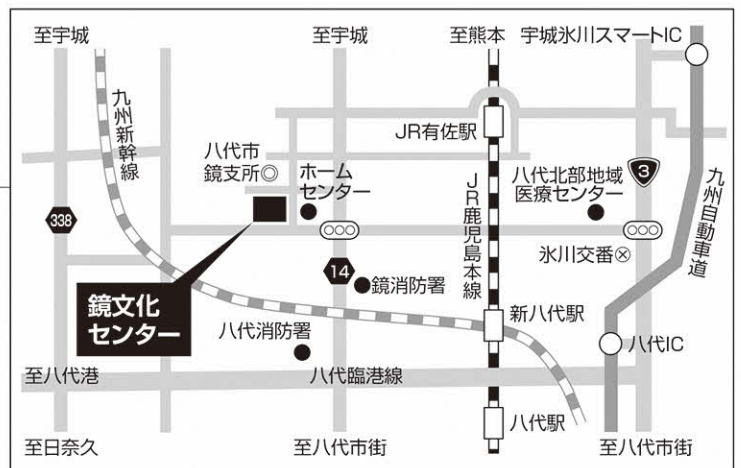 至宇城
至宇城
至熊本
宇城氷川スマートIC
九州新幹線
JR有佐駅
八代市
鏡支所
ホーム
センター
JR鹿児島本線
八代北部地域
医療センター
3
九州自動車道
338
氷川交番
14
鏡消防署
鏡文化
センター
新八代駅
八代消防署
八代IC
至八代港
八代臨港線
八代駅
至日奈久
至八代市街
至八代市街